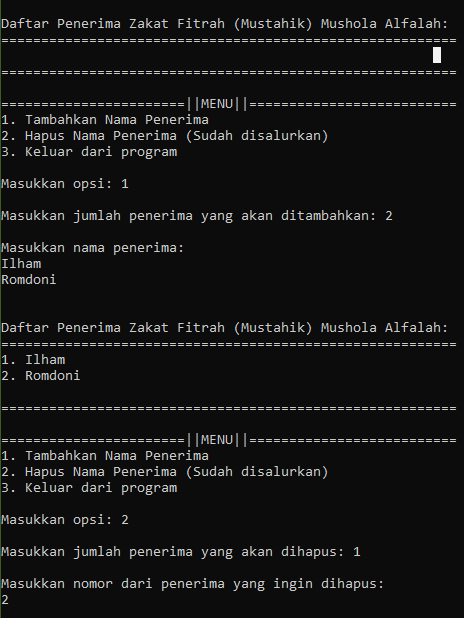 Daftar Penerima Zakat Fitrah (Mustahik) Mushola Alfalah:
=========================================================
=========================================================
=======================||MENU||==========================
1. Tambahkan Nama Penerima
2. Hapus Nama Penerima (Sudah disalurkan)
3. Keluar dari program
Masukkan opsi: 1
Masukkan jumlah penerima yang akan ditambahkan: 2
Masukkan nama penerima:
Ilham
Romdoni
Daftar Penerima Zakat Fitrah (Mustahik) Mushola Alfalah:
=========================================================
1. Ilham
2. Romdoni
=========================================================
=======================||MENU||==========================
1. Tambahkan Nama Penerima
2. Hapus Nama Penerima (Sudah disalurkan)
3. Keluar dari program
Masukkan opsi: 2
Masukkan jumlah penerima yang akan dihapus: 1
Masukkan nomor dari penerima yang ingin dihapus:
2